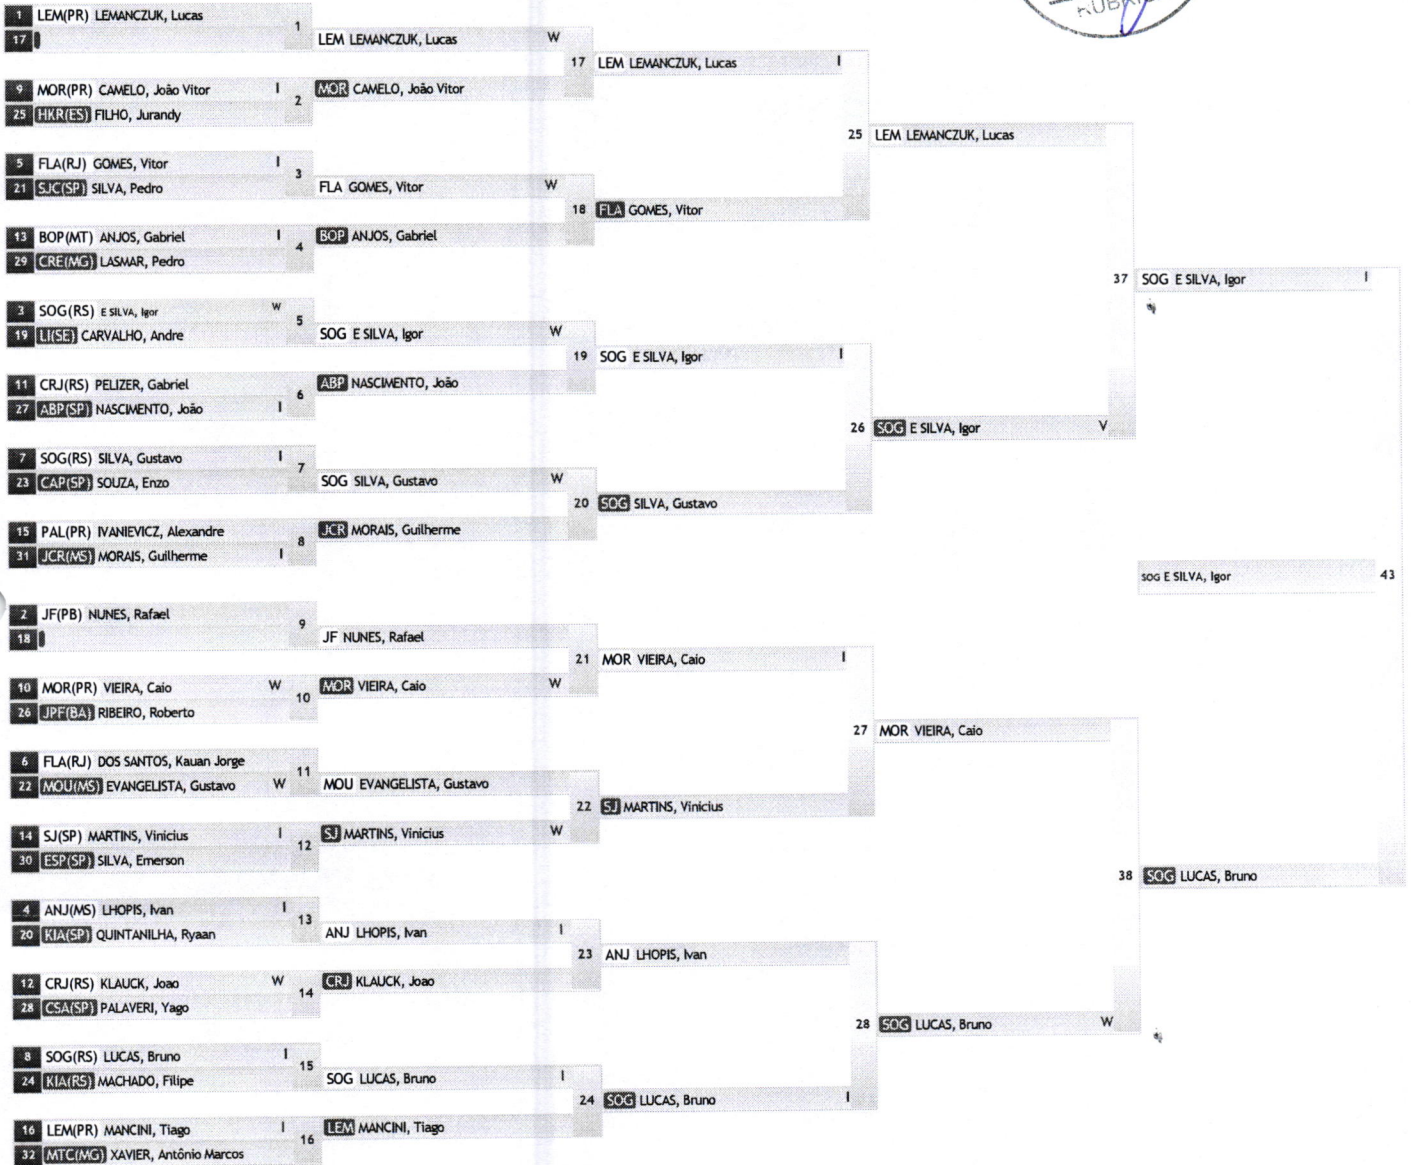 RUBRI
1 LEM(PR) LEMANCZUK, Lucas
17
1
9 MOR(PR) CAMELO, João Vitor I
25 HKR(ES) FILHO, Jurandy
2
5 FLA(RJ) GOMES, Vitor I
21 SJC(SP) SILVA, Pedro
3
13 BOP(MT) ANJOS, Gabriel I
29 CRE(MG) LASMAR, Pedro
4
3 SOG(RS) E SILVA, Igor W
19 LI(SE) CARVALHO, Andre
5
11 CRJ(RS) PELIZER, Gabriel
27 ABP(SP) NASCIMENTO, João I
6
7 SOG(RS) SILVA, Gustavo I
23 CAP(SP) SOUZA, Enzo
7
15 PAL(PR) IVANIEVICZ, Alexandre
31 JCR(MS) MORAIS, Guilherme I
8
2 JF(PB) NUNES, Rafael
18
9
10 MOR(PR) VIEIRA, Caio W
26 JPF(BA) RIBEIRO, Roberto
10
6 FLA(RJ) DOS SANTOS, Kauan Jorge
22 MOU(MS) EVANGELISTA, Gustavo W
11
14 SJ(SP) MARTINS, Vinicius I
30 ESP(SP) SILVA, Emerson
12
4 ANJ(MS) LHOPIS, Ivan I
20 KIA(SP) QUINTANILHA, Ryaan
13
12 CRJ(RS) KLAUCK, Joao W
28 CSA(SP) PALAVERI, Yago
14
8 SOG(RS) LUCAS, Bruno I
24 KIA(RS) MACHADO, Filipe
15
16 LEM(PR) MANCINI, Tiago I
32 MTC(MG) XAVIER, Antônio Marcos
16
LEM LEMANCZUK, Lucas W
MOR CAMELO, João Vitor
17
FLA GOMES, Vitor W
BOP ANJOS, Gabriel
18
SOG E SILVA, Igor W
ABP NASCIMENTO, João
19
SOG SILVA, Gustavo W
JCR MORAIS, Guilherme
20
JF NUNES, Rafael
MOR VIEIRA, Caio W
21
MOU EVANGELISTA, Gustavo
SJ MARTINS, Vinicius W
22
ANJ LHOPIS, Ivan I
CRJ KLAUCK, Joao
23
SOG LUCAS, Bruno I
LEM MANCINI, Tiago
24
LEM LEMANCZUK, Lucas I
FLA GOMES, Vitor
25
SOG E SILVA, Igor I
SOG SILVA, Gustavo
26
MOR VIEIRA, Caio I
SJ MARTINS, Vinicius
27
ANJ LHOPIS, Ivan
SOG LUCAS, Bruno I
28
LEM LEMANCZUK, Lucas
SOG E SILVA, Igor V
37
MOR VIEIRA, Caio
SOG LUCAS, Bruno W
38
SOG E SILVA, Igor I
SOG LUCAS, Bruno
SOG E SILVA, Igor 43